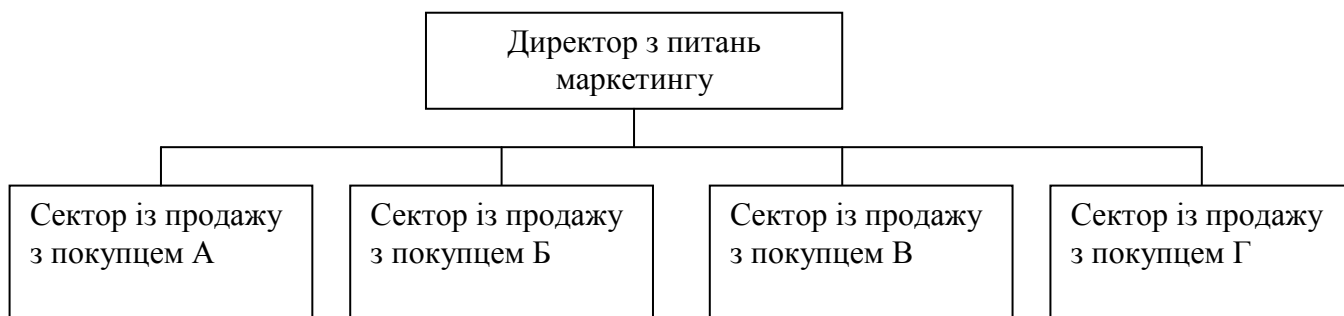 Директор з питань
маркетингу
Сектор із продажу
з покупцем А
Сектор із продажу
з покупцем Б
Сектор із продажу
з покупцем В
Сектор із продажу
з покупцем Г